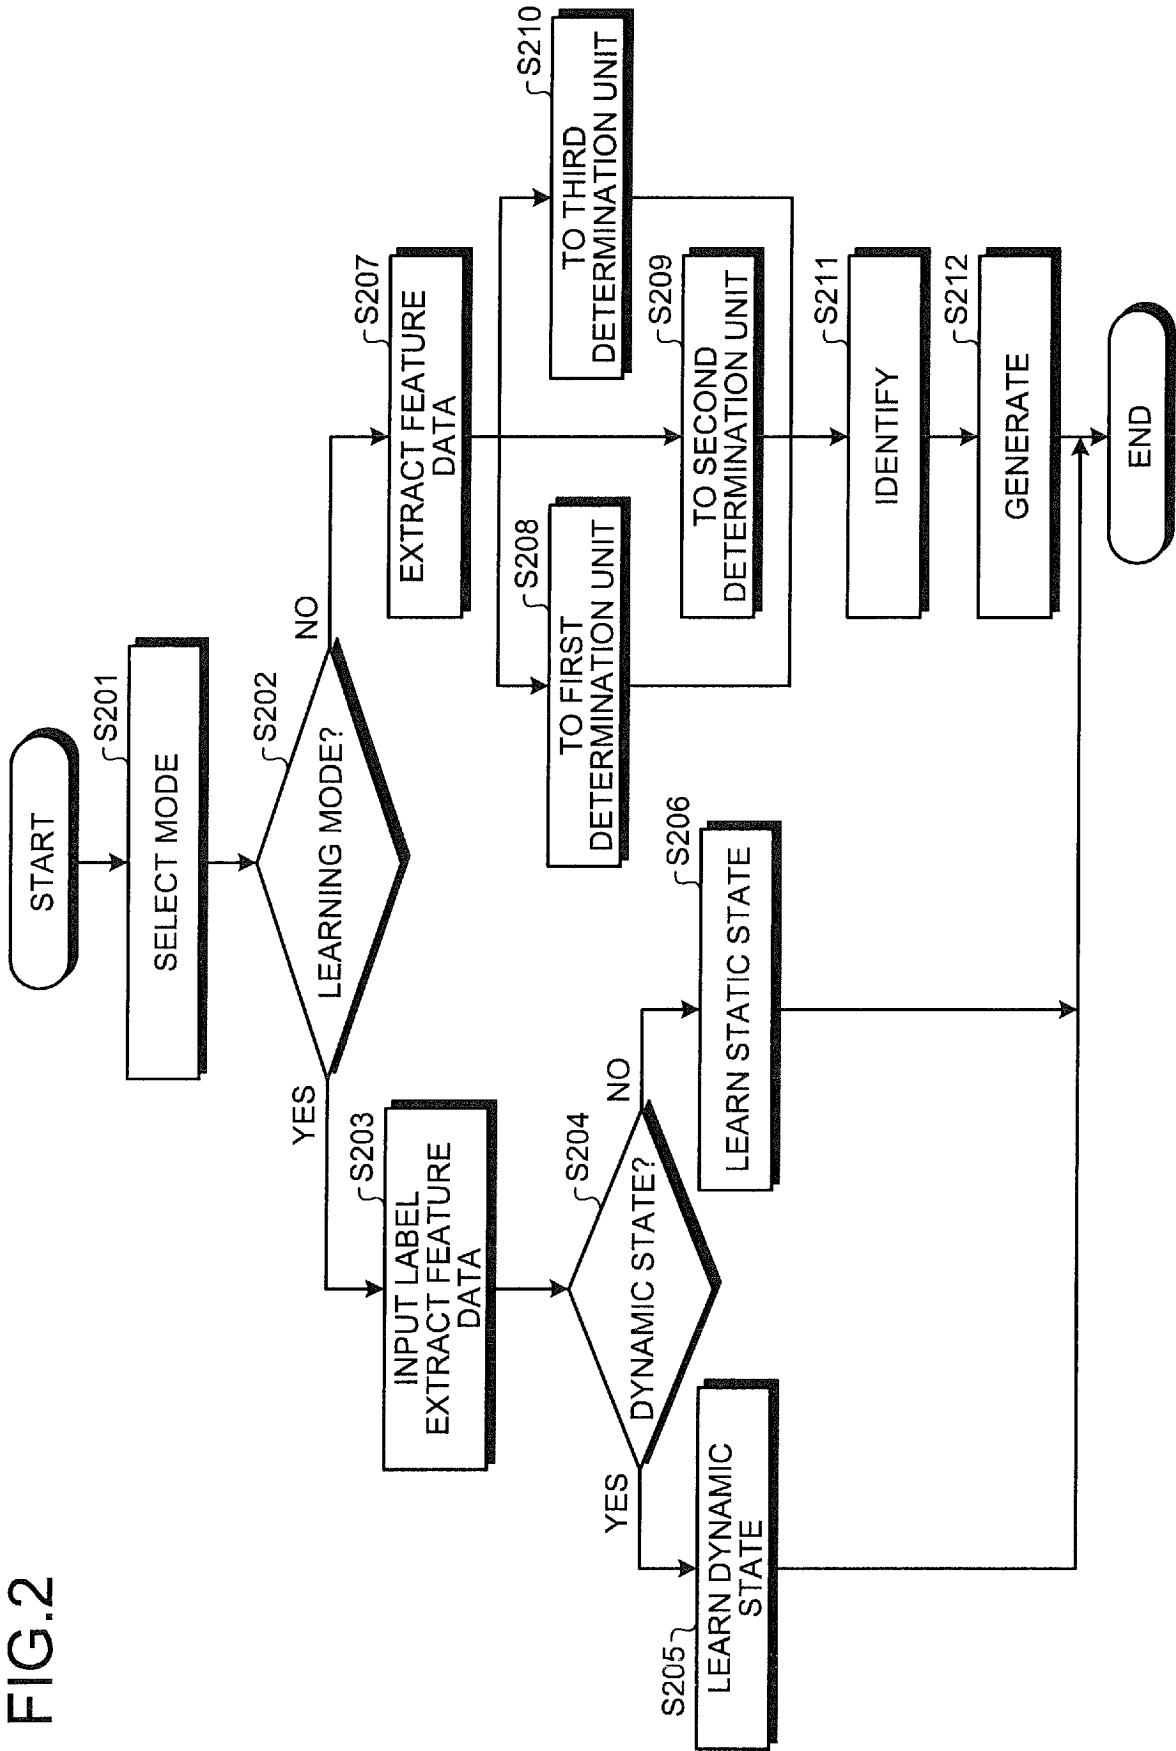 FIG.2
START
S201
SELECT MODE
S202
LEARNING MODE?
YES
NO
S203
INPUT LABEL
EXTRACT FEATURE
DATA
S204
DYNAMIC STATE?
YES
NO
S205
LEARN DYNAMIC
STATE
S206
LEARN STATIC STATE
S207
EXTRACT FEATURE
DATA
S208
TO FIRST
DETERMINATION UNIT
S210
TO THIRD
DETERMINATION UNIT
S209
TO SECOND
DETERMINATION UNIT
S211
IDENTIFY
S212
GENERATE
END